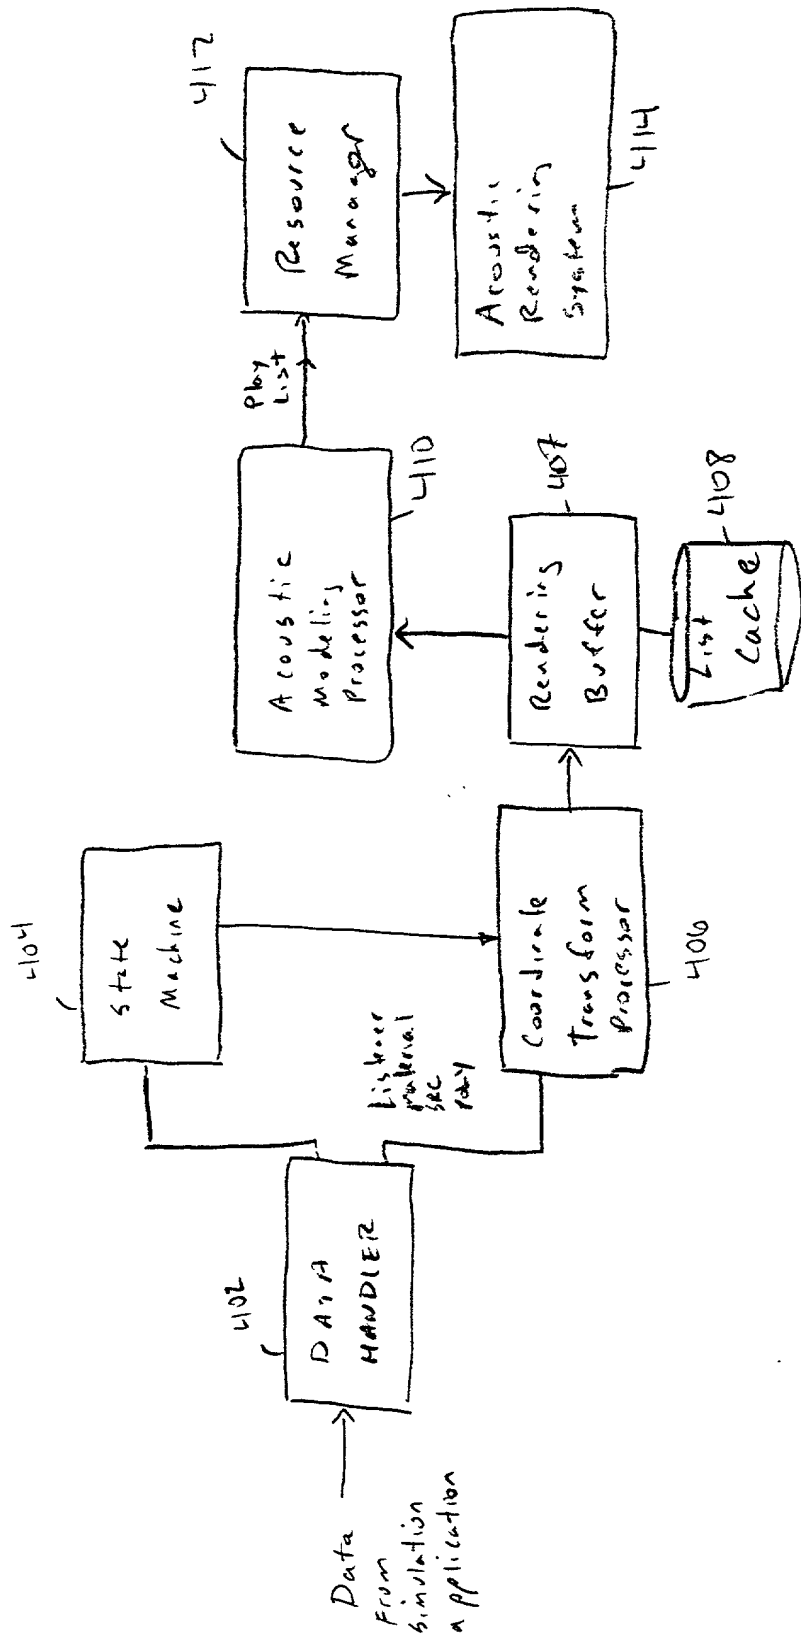 Data
From
simulation
application
402
DATA
HANDLER
404
State
Machine
Listener
material
src
Coordinate
Transform
Processor
406
Rendering
Buffer
407
List
Cache
408
Acoustic
Modeling
Processor
410
Play
List
Resource
Manager
412
Acoustic
Rendering
System
414